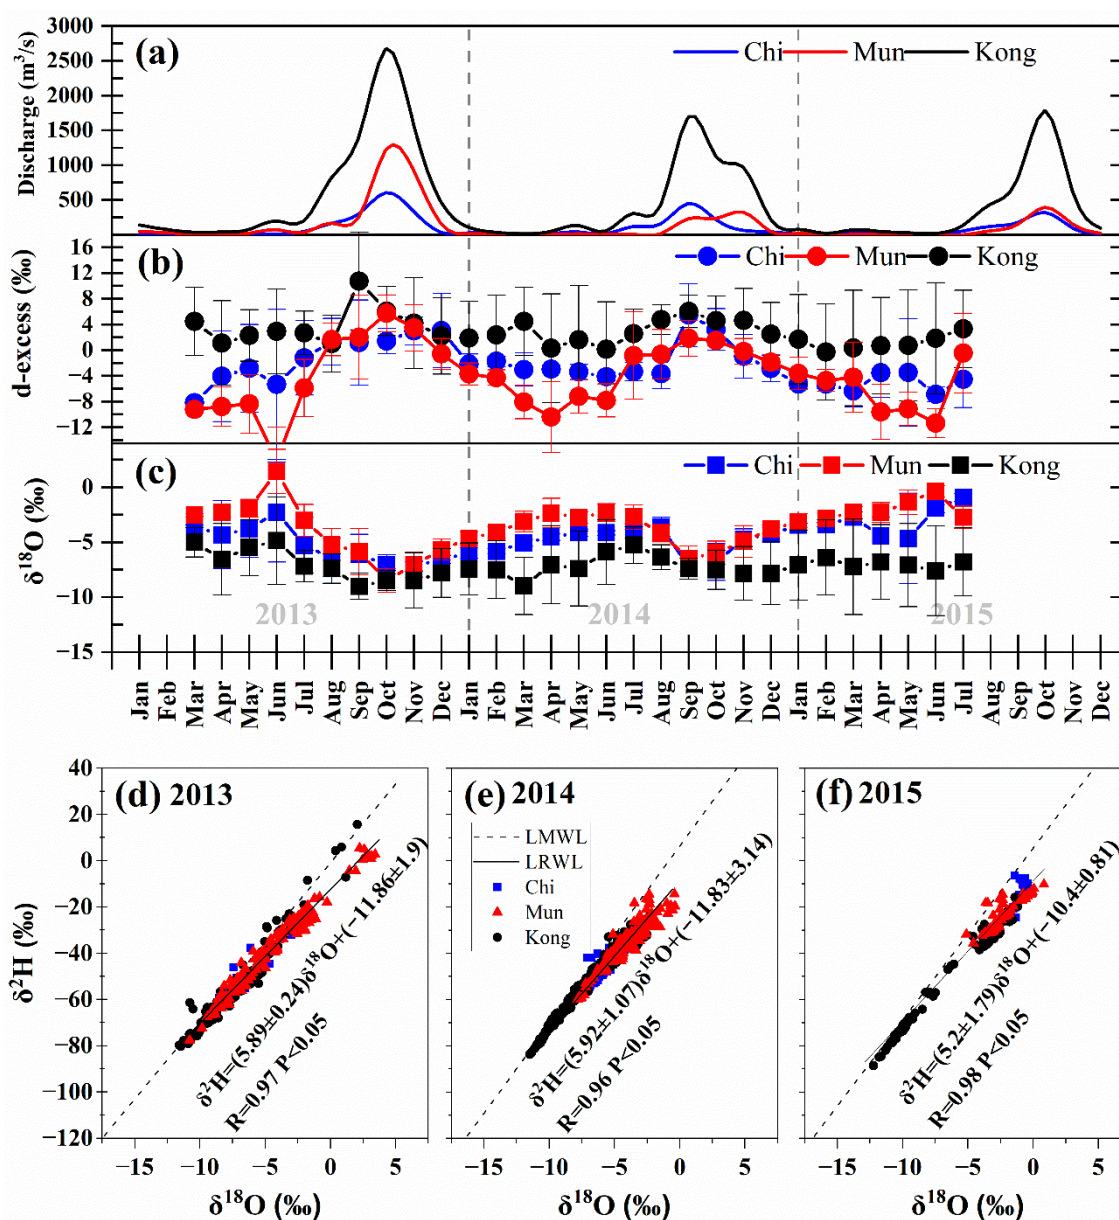 (a)
Chi Mun Kong
Discharge (m³/s)
3000
2500
2000
1500
1000
500
(b)
Chi Mun Kong
d-excess (‰)
16
12
8
4
0
−4
−8
−12
(c)
Chi Mun Kong
δ¹⁸O (‰)
0
−5
−10
−15
2013 2014 2015
Jan Feb Mar Apr May Jun Jul Aug Sep Oct Nov Dec Jan Feb Mar Apr May Jun Jul Aug Sep Oct Nov Dec Jan Feb Mar Apr May Jun Jul Aug Sep Oct Nov Dec
δ²H (‰)
40
20
0
−20
−40
−60
−80
−100
−120
(d) 2013
δ²H=(5.89±0.24)δ¹⁸O+(−11.86±1.9)
R=0.97 P<0.05
−15 −10 −5 0 5
δ¹⁸O (‰)
(e) 2014
LMWL
LRWL
Chi
Mun
Kong
δ²H=(5.92±1.07)δ¹⁸O+(−11.83±3.14)
R=0.96 P<0.05
−15 −10 −5 0 5
δ¹⁸O (‰)
(f) 2015
δ²H=(5.2±1.79)δ¹⁸O+(−10.4±0.81)
R=0.98 P<0.05
−15 −10 −5 0 5
δ¹⁸O (‰)